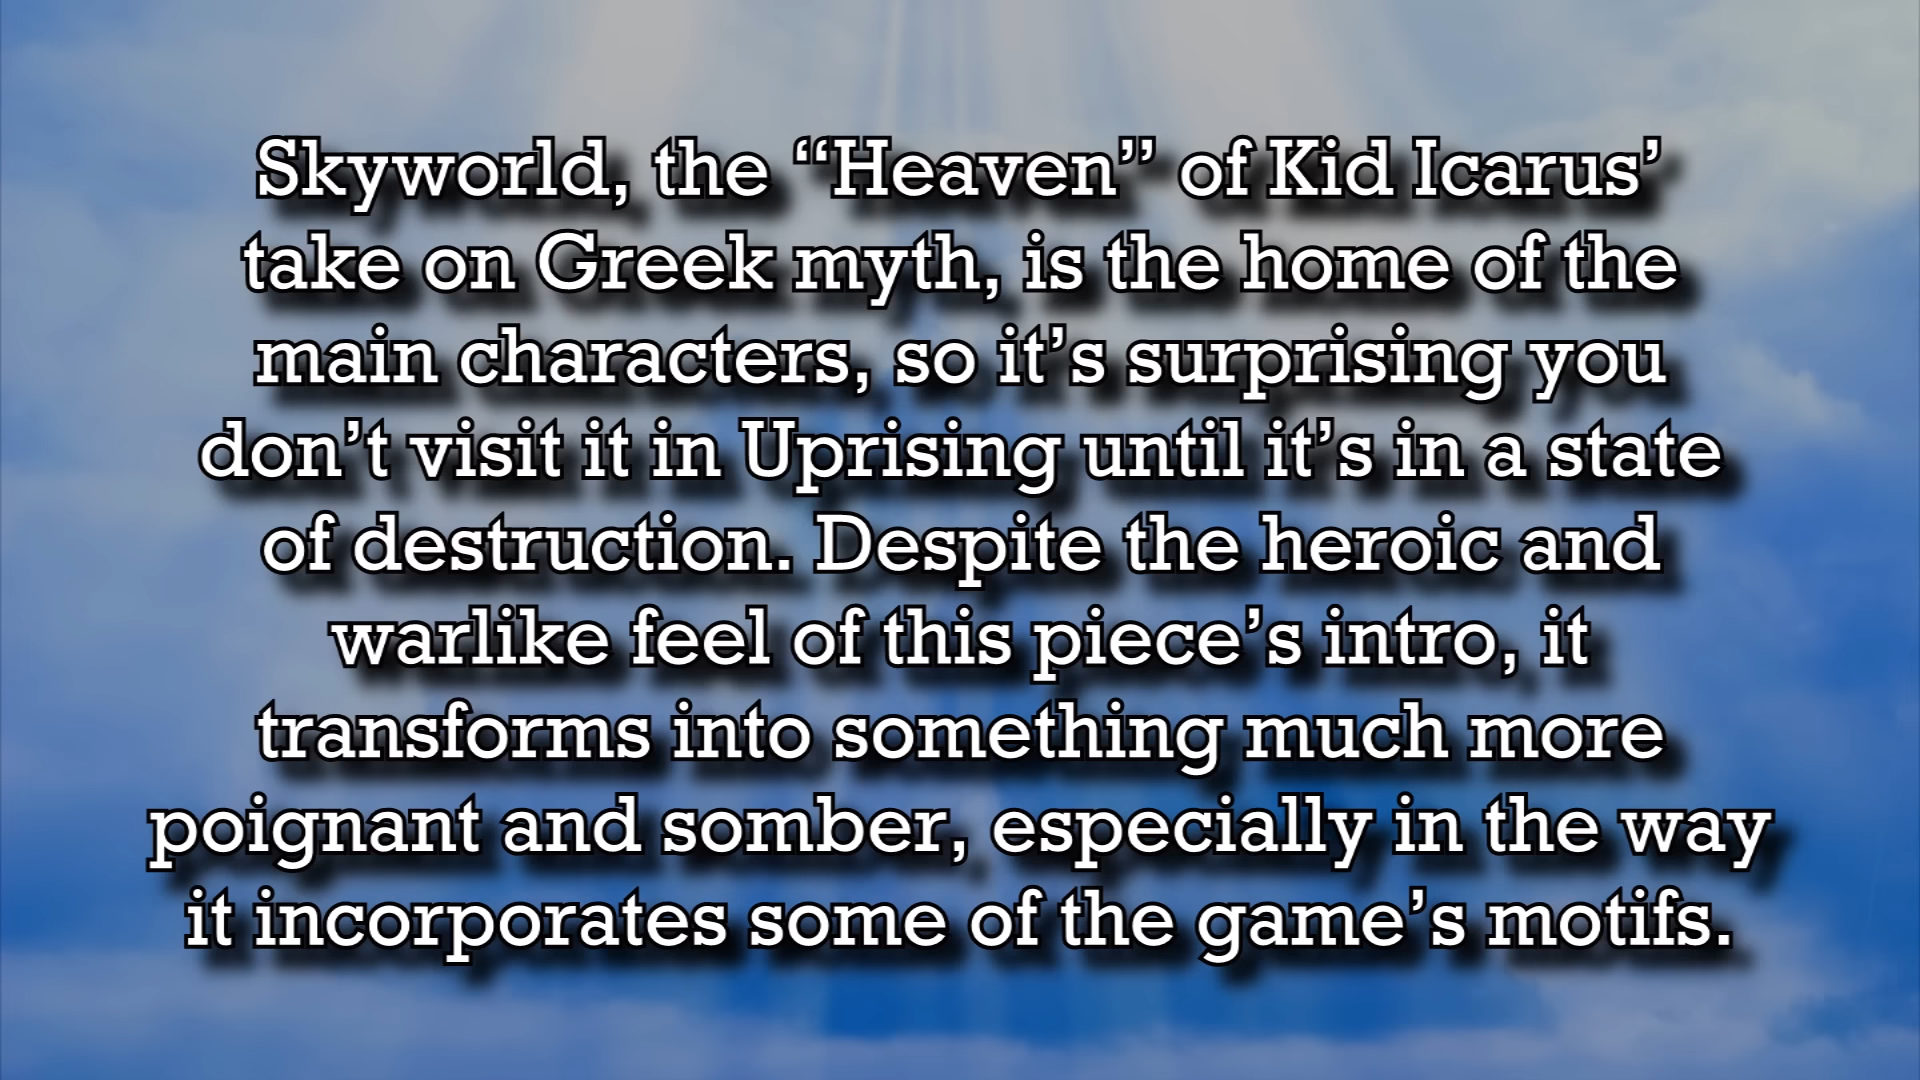 Skyworld, the “Heaven” of Kid Icarus’
take on Greek myth, is the home of the
main characters, so it’s surprising you
don’t visit it in Uprising until it’s in a state
of destruction. Despite the heroic and
warlike feel of this piece’s intro, it
transforms into something much more
poignant and somber, especially in the way
it incorporates some of the game’s motifs.